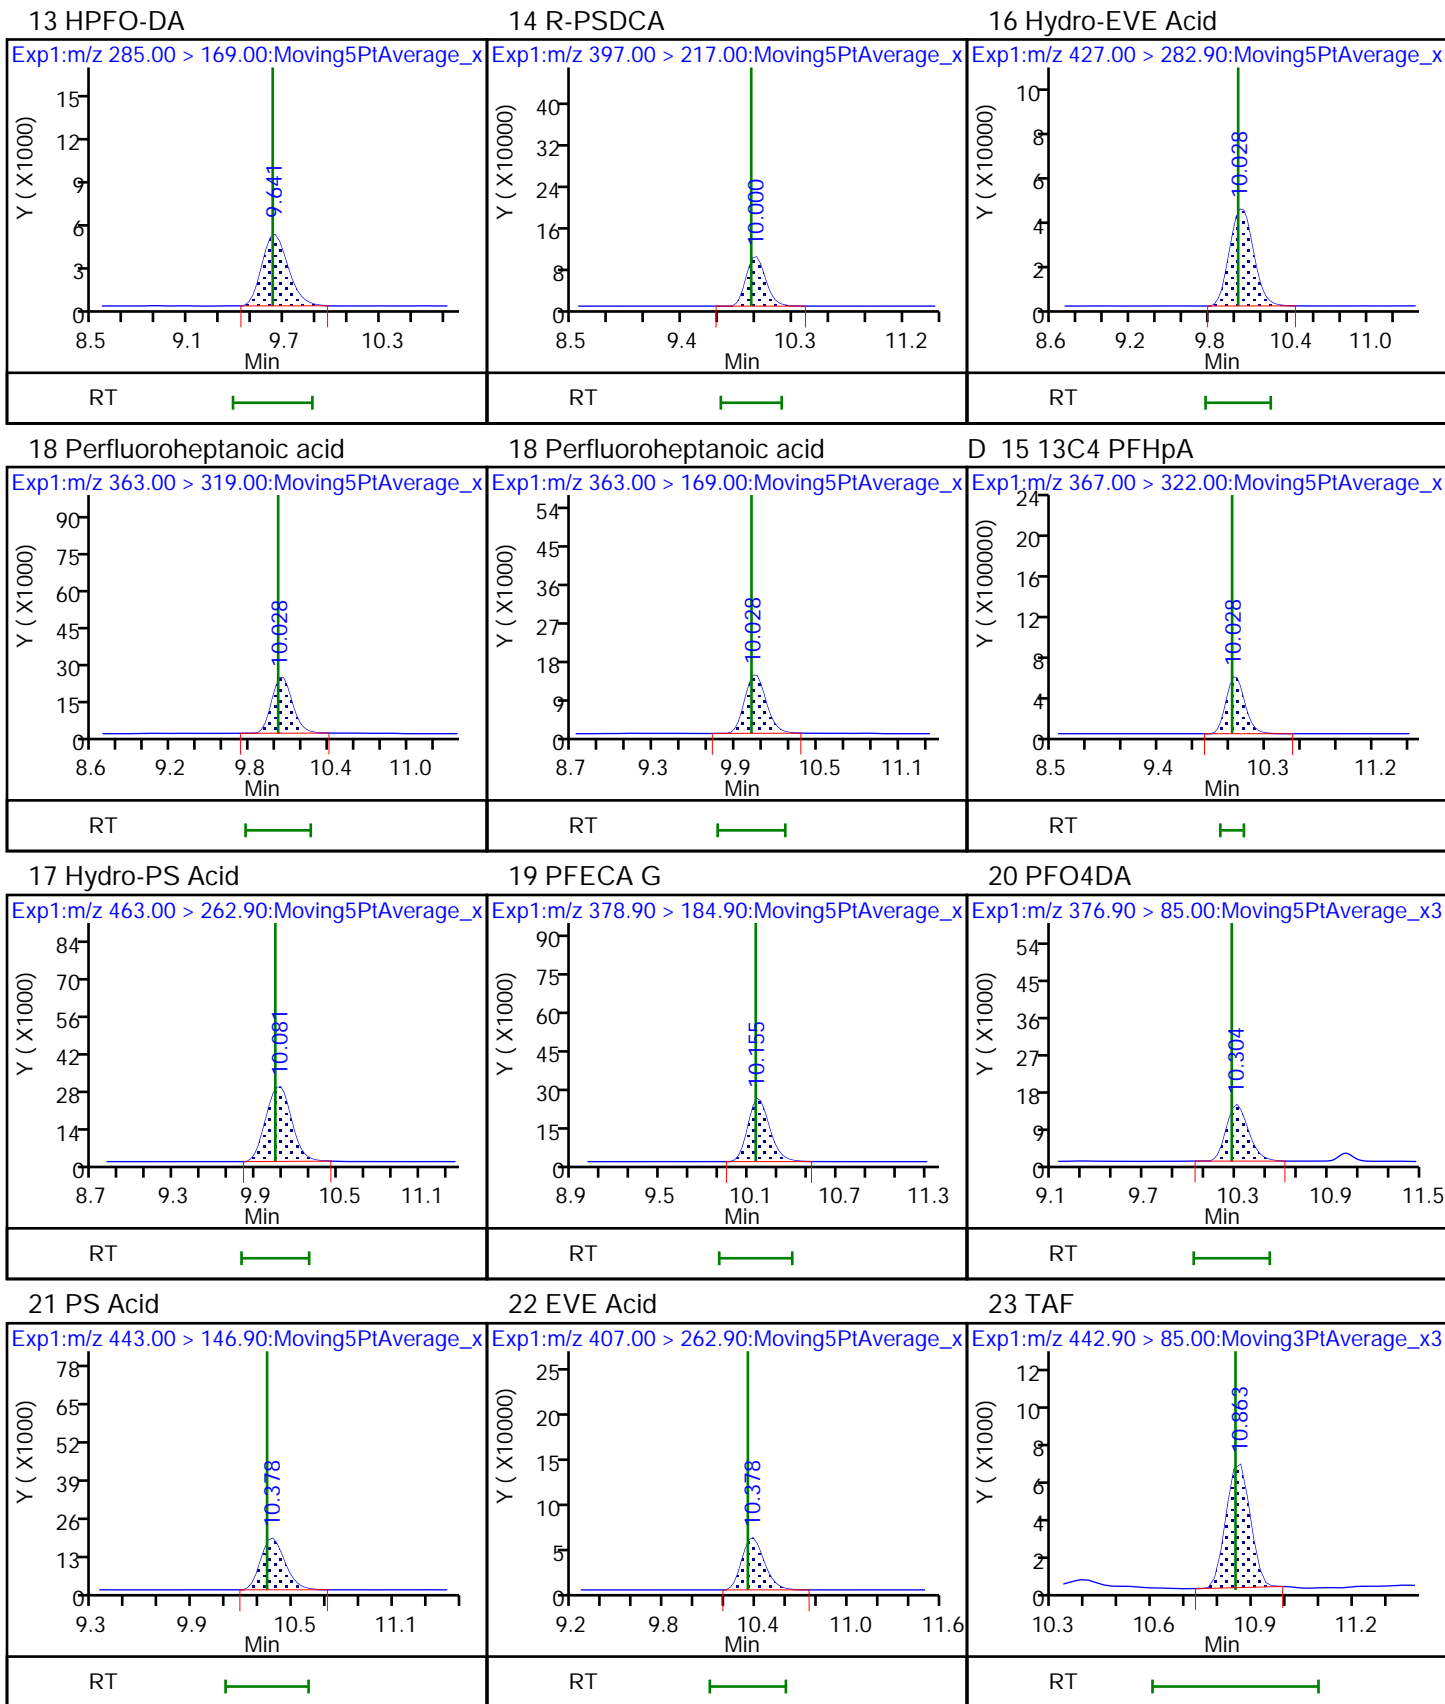 13 HPFO-DA
Exp1:m/z 285.00 > 169.00:Moving5PtAverage_x
Y ( X1000)
15
12
9
6
3
0
9.641
8.5 9.1 9.7 10.3
Min
RT
14 R-PSDCA
Exp1:m/z 397.00 > 217.00:Moving5PtAverage_x
Y ( X10000)
40
32
24
16
8
0
10.000
8.5 9.4 10.3 11.2
Min
RT
16 Hydro-EVE Acid
Exp1:m/z 427.00 > 282.90:Moving5PtAverage_x
Y ( X10000)
10
8
6
4
2
0
10.028
8.6 9.2 9.8 10.4 11.0
Min
RT
18 Perfluoroheptanoic acid
Exp1:m/z 363.00 > 319.00:Moving5PtAverage_x
Y ( X1000)
90
75
60
45
30
15
0
10.028
8.6 9.2 9.8 10.4 11.0
Min
RT
18 Perfluoroheptanoic acid
Exp1:m/z 363.00 > 169.00:Moving5PtAverage_x
Y ( X1000)
54
45
36
27
18
9
0
10.028
8.7 9.3 9.9 10.5 11.1
Min
RT
D 15 13C4 PFHpA
Exp1:m/z 367.00 > 322.00:Moving5PtAverage_x
Y ( X100000)
24
20
16
12
8
4
0
10.028
8.5 9.4 10.3 11.2
Min
RT
17 Hydro-PS Acid
Exp1:m/z 463.00 > 262.90:Moving5PtAverage_x
Y ( X1000)
84
70
56
42
28
14
0
10.081
8.7 9.3 9.9 10.5 11.1
Min
RT
19 PFECA G
Exp1:m/z 378.90 > 184.90:Moving5PtAverage_x
Y ( X1000)
90
75
60
45
30
15
0
10.155
8.9 9.5 10.1 10.7 11.3
Min
RT
20 PFO4DA
Exp1:m/z 376.90 > 85.00:Moving5PtAverage_x3
Y ( X1000)
54
45
36
27
18
9
0
10.304
9.1 9.7 10.3 10.9 11.5
Min
RT
21 PS Acid
Exp1:m/z 443.00 > 146.90:Moving5PtAverage_x
Y ( X1000)
78
65
52
39
26
13
0
10.378
9.3 9.9 10.5 11.1
Min
RT
22 EVE Acid
Exp1:m/z 407.00 > 262.90:Moving5PtAverage_x
Y ( X10000)
25
20
15
10
5
0
10.378
9.2 9.8 10.4 11.0 11.6
Min
RT
23 TAF
Exp1:m/z 442.90 > 85.00:Moving3PtAverage_x3
Y ( X1000)
12
10
8
6
4
2
0
10.863
10.3 10.6 10.9 11.2
Min
RT